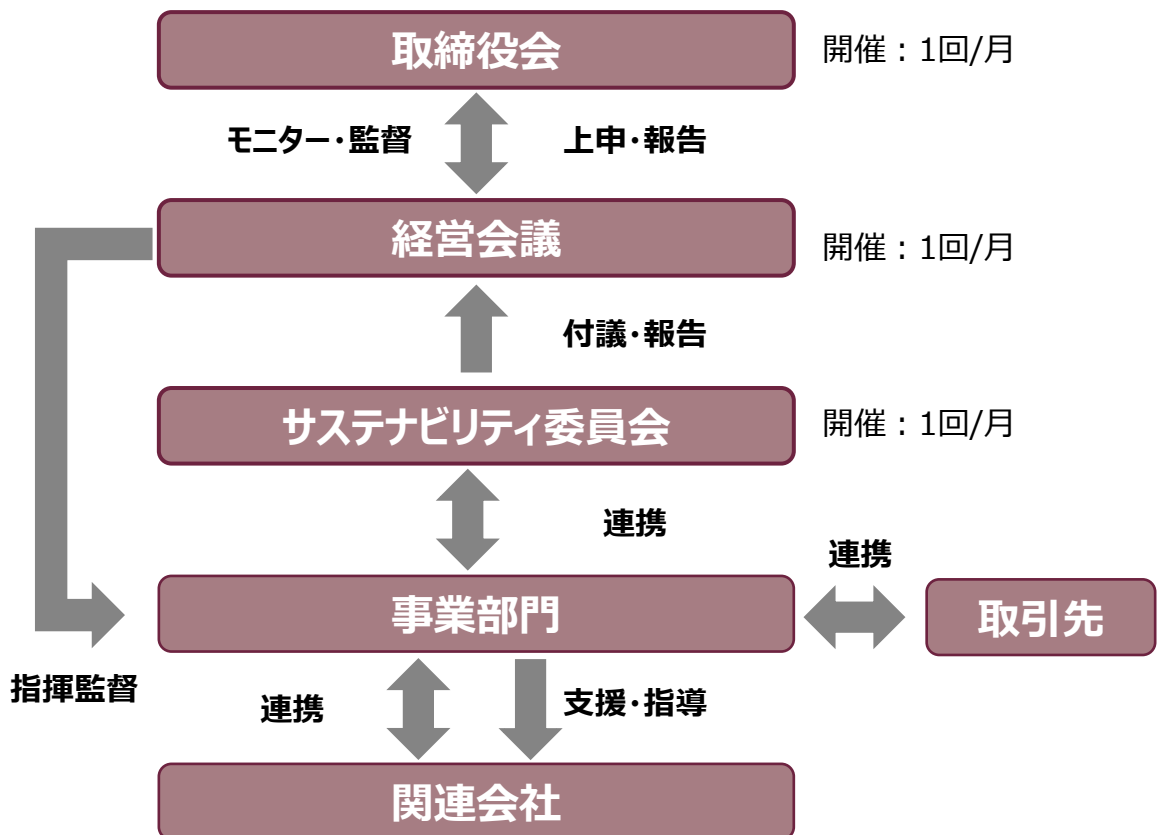 取締役会
開催：1回/月
モニター・監督
上申・報告
経営会議
開催：1回/月
付議・報告
サステナビリティ委員会
開催：1回/月
連携
連携
事業部門
取引先
指揮監督
連携
支援・指導
関連会社